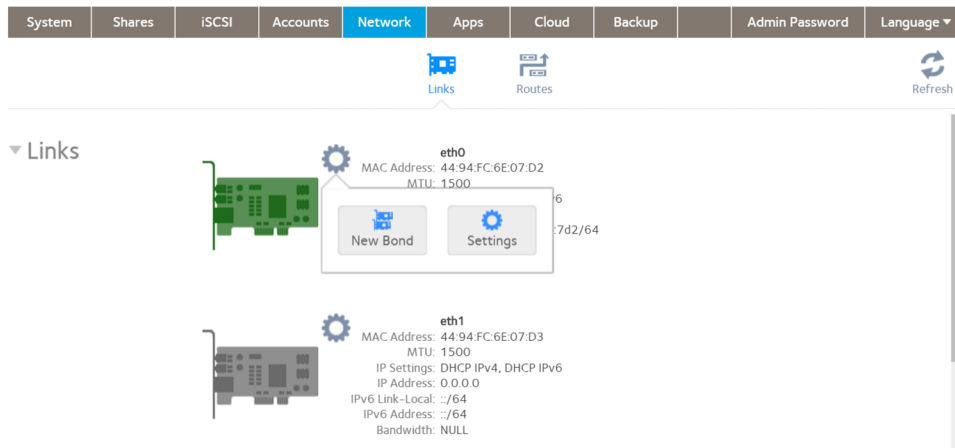 System Shares iSCSI Accounts Network Apps Cloud Backup Admin Password Language
Links Routes Refresh
Links
eth0
MAC Address: 44:94:FC:6E:07:D2
MTU: 1500
:7d2/64
New Bond Settings
eth1
MAC Address: 44:94:FC:6E:07:D3
MTU: 1500
IP Settings: DHCP IPv4, DHCP IPv6
IP Address: 0.0.0.0
IPv6 Link-Local: ::/64
IPv6 Address: ::/64
Bandwidth: NULL